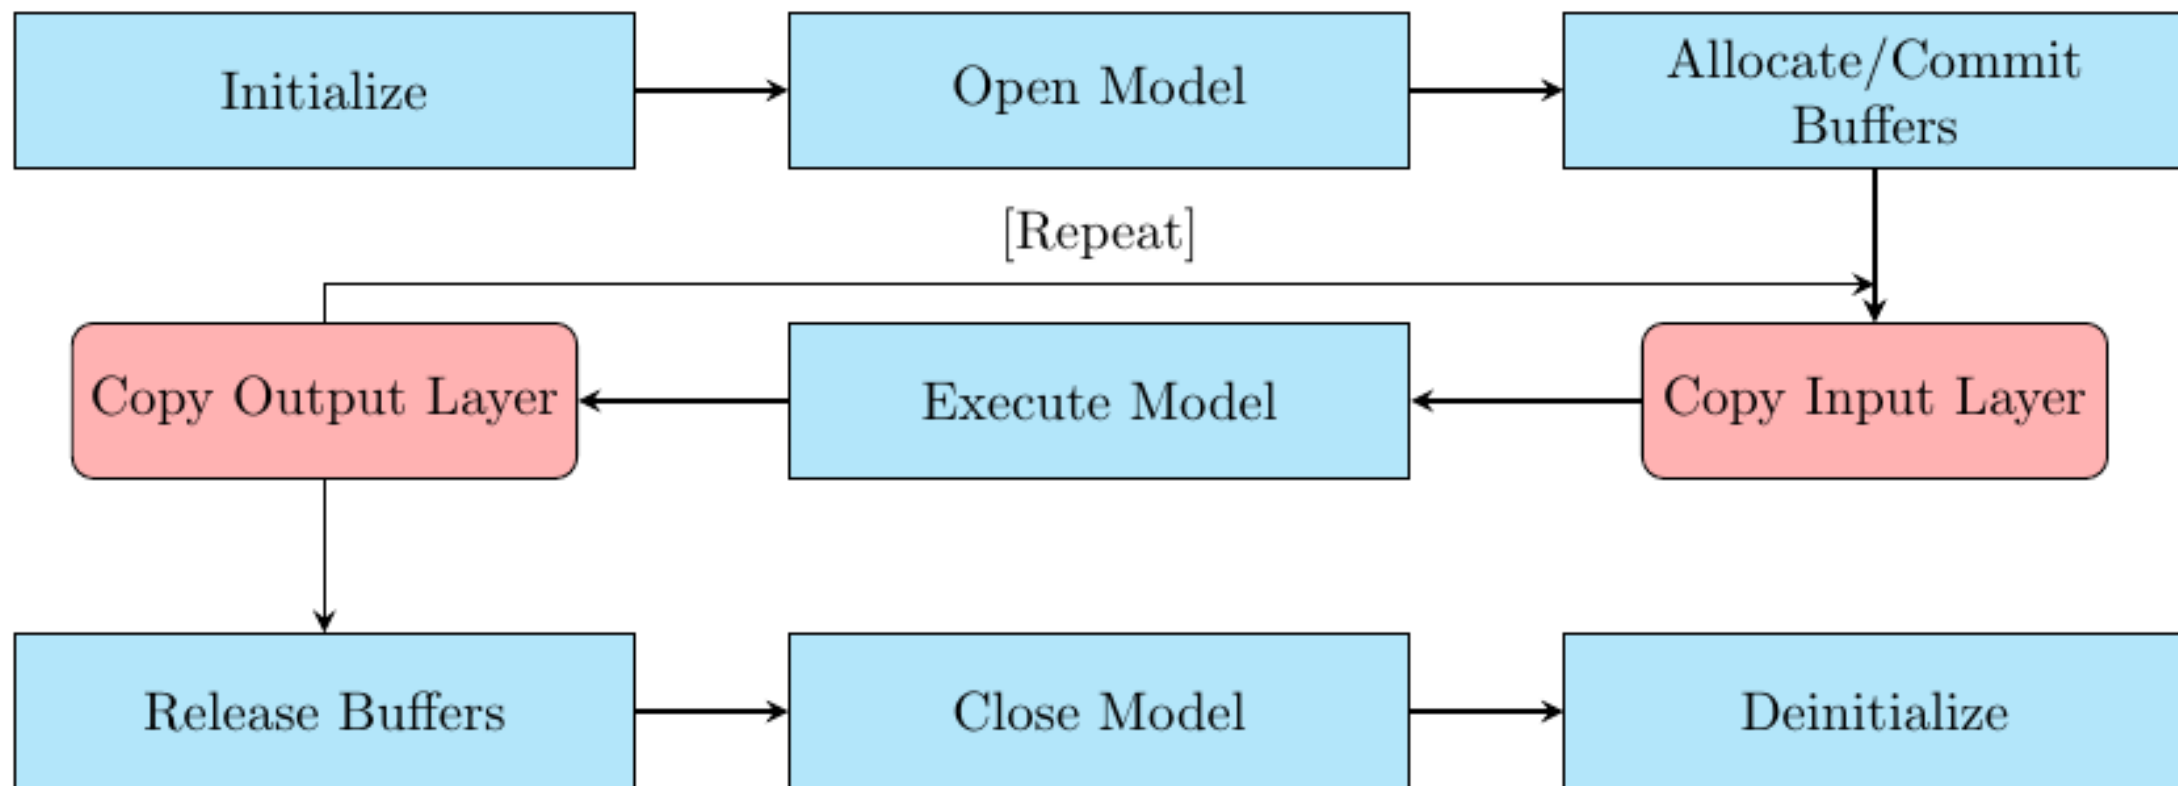 Initialize
Open Model
Allocate/Commit
Buffers
[Repeat]
Copy Output Layer
Execute Model
Copy Input Layer
Release Buffers
Close Model
Deinitialize